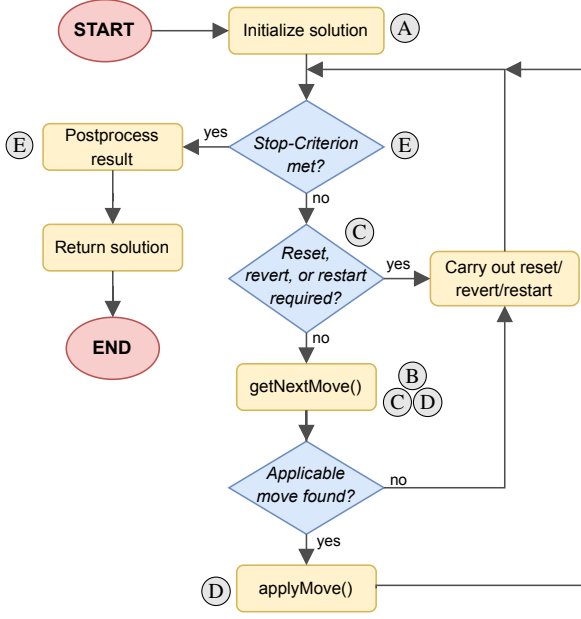 START
Initialize solution
A
Postprocess
result
E
yes
Stop-Criterion
met?
E
no
C
Return solution
Reset,
revert, or restart
required?
yes
Carry out reset/
revert/restart
END
no
getNextMove()
B
C D
Applicable
move found?
no
yes
D
applyMove()